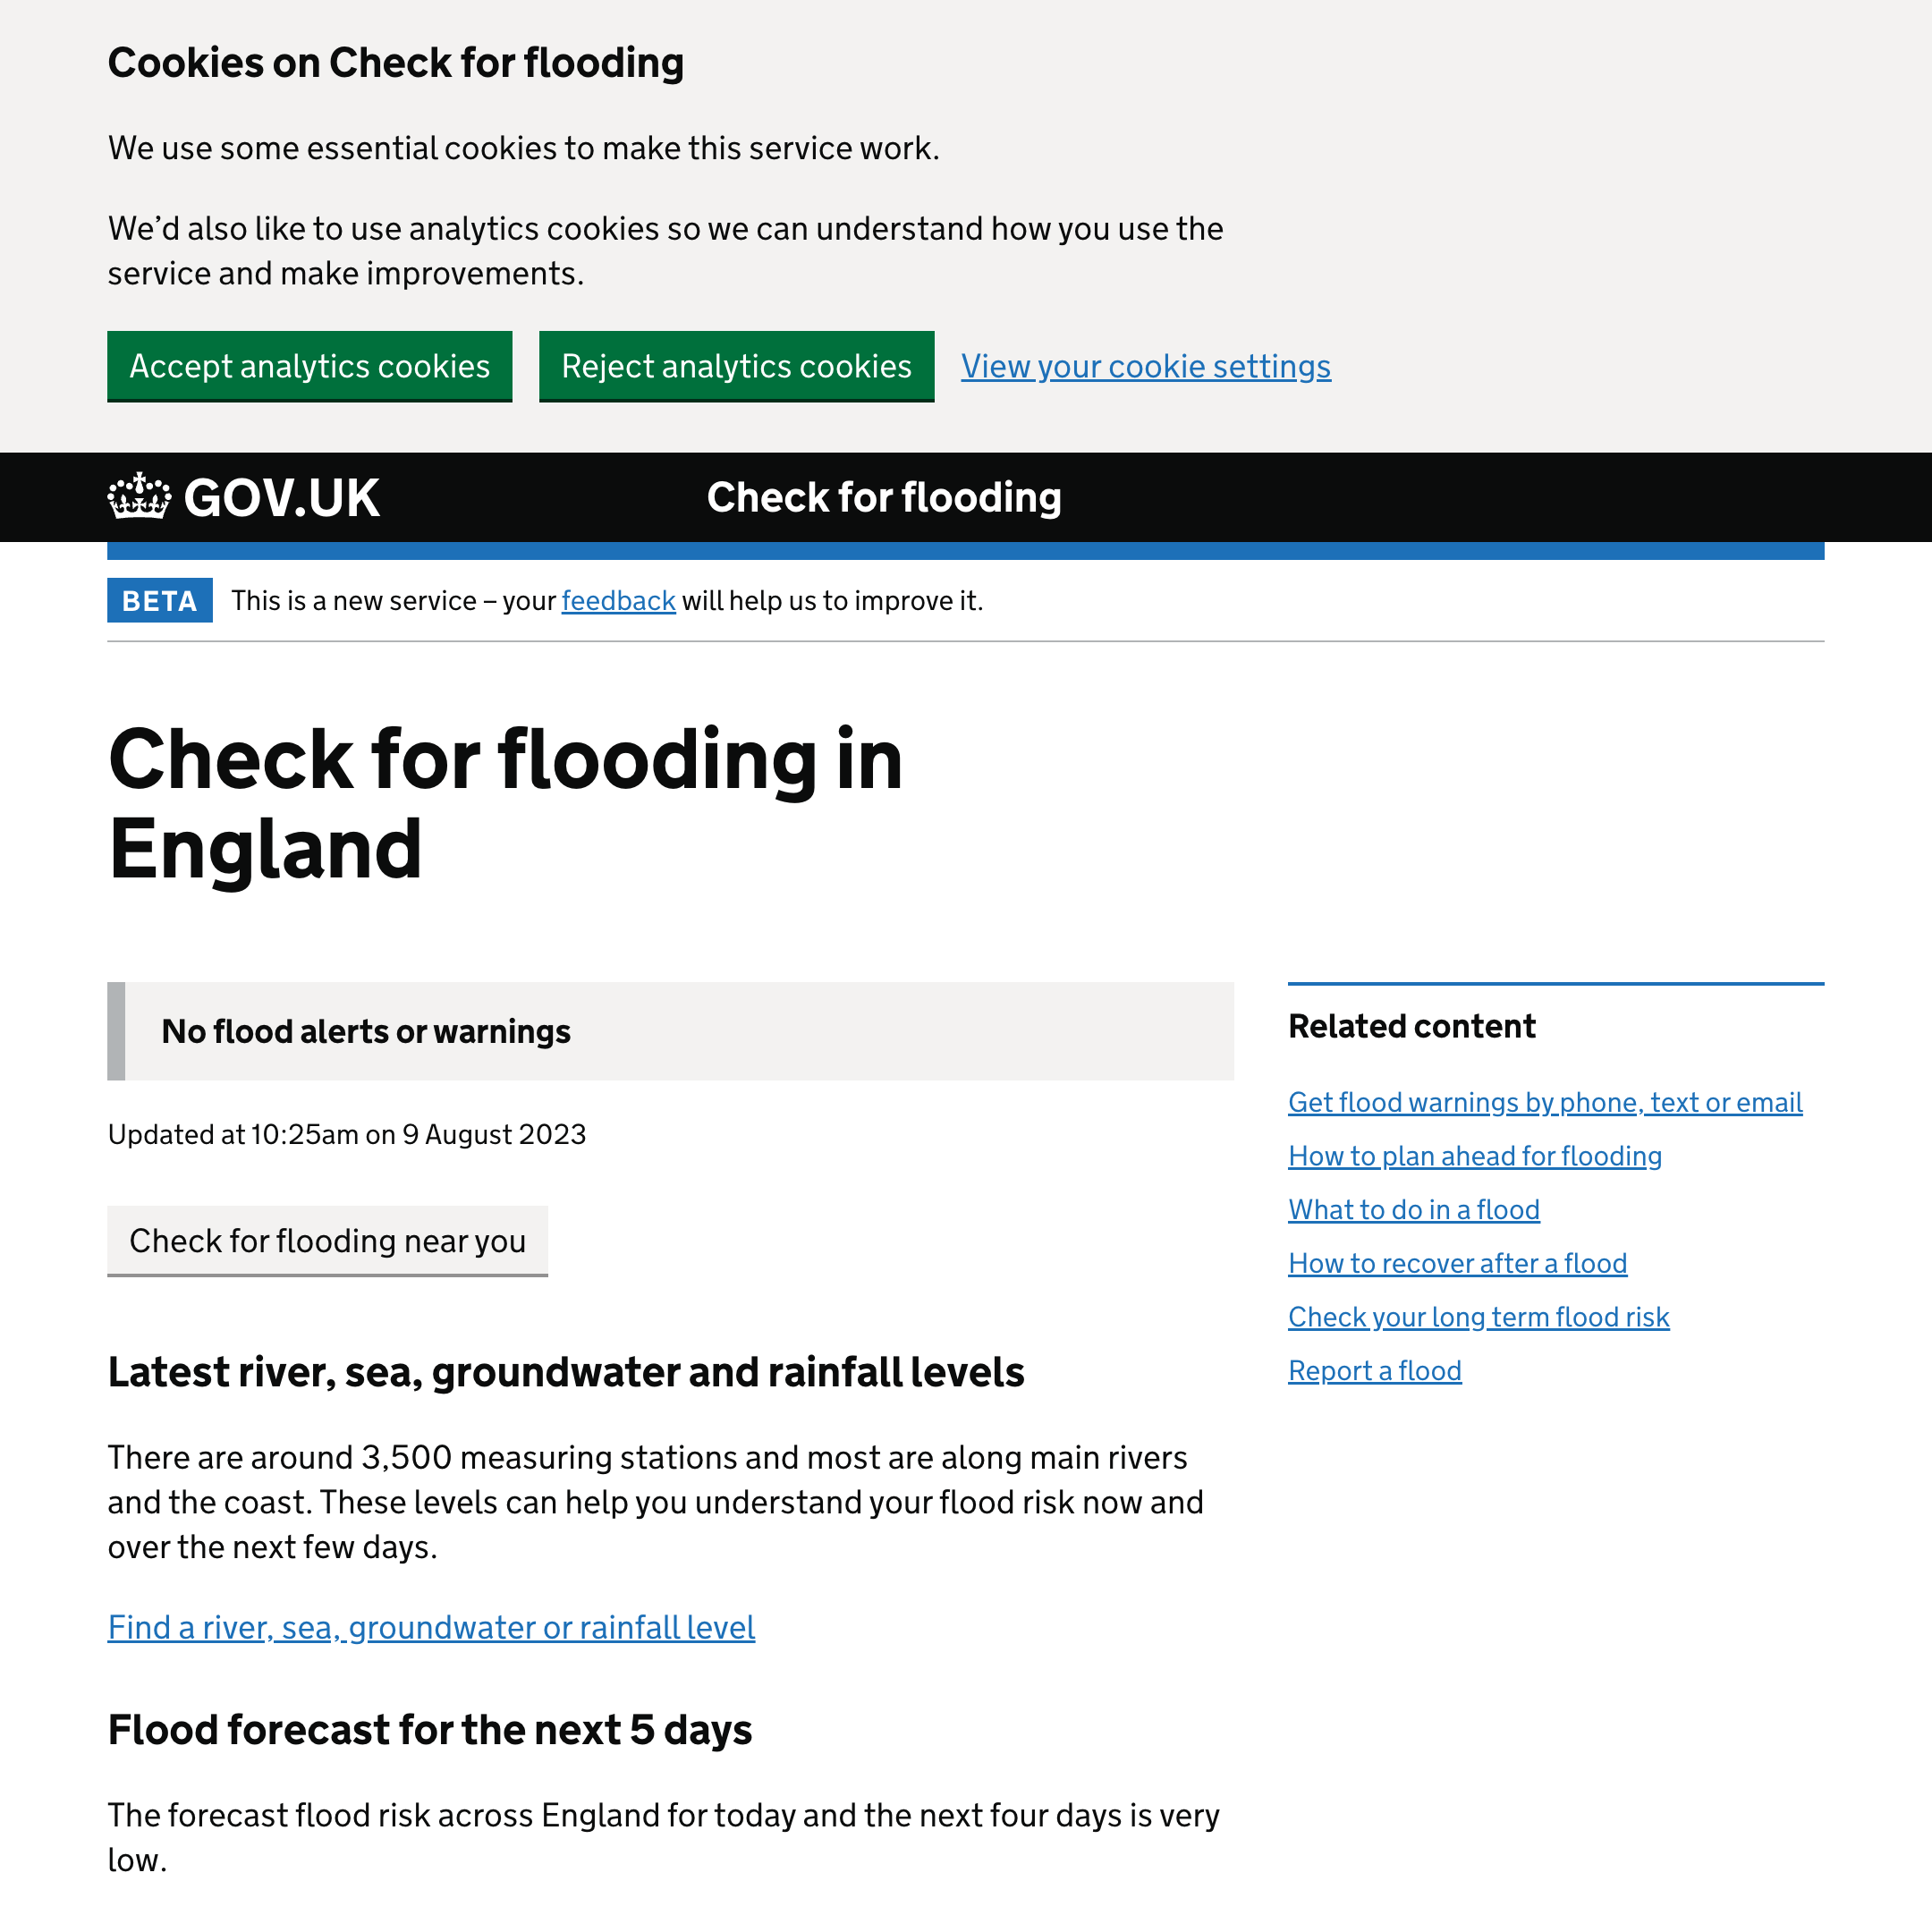 Cookies on Check for flooding
We use some essential cookies to make this service work.
We’d also like to use analytics cookies so we can understand how you use the
service and make improvements.
Accept analytics cookies
Reject analytics cookies
View your cookie settings
GOV.UK
Check for flooding
BETA
This is a new service – your feedback will help us to improve it.
Check for flooding in
England
No flood alerts or warnings
Updated at 10:25am on 9 August 2023
Check for flooding near you
Latest river, sea, groundwater and rainfall levels
There are around 3,500 measuring stations and most are along main rivers
and the coast. These levels can help you understand your flood risk now and
over the next few days.
Find a river, sea, groundwater or rainfall level
Flood forecast for the next 5 days
The forecast flood risk across England for today and the next four days is very
low.
Related content
Get flood warnings by phone, text or email
How to plan ahead for flooding
What to do in a flood
How to recover after a flood
Check your long term flood risk
Report a flood